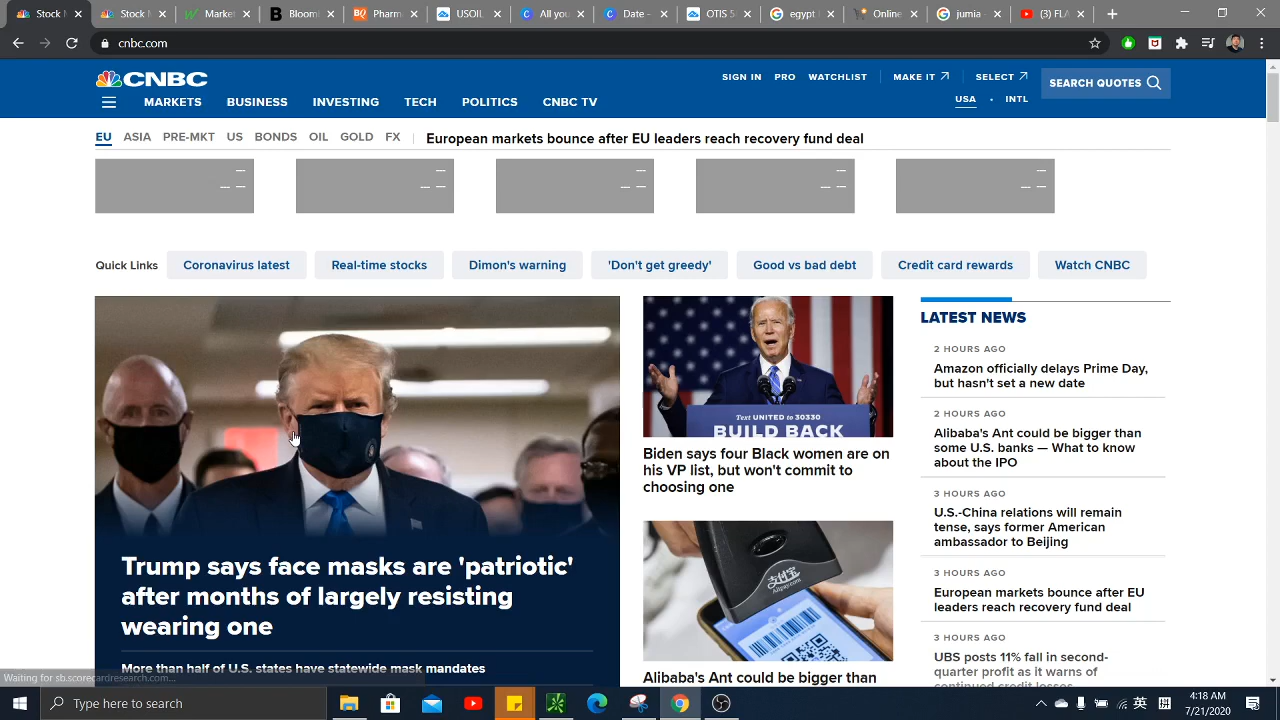 Stock
Stock
Marke
Bloom
Pharm
USOIL
All you
Date –
OTIS 5
egypt
Online
juma –
(3) FLA
cnbc.com
CNBC
SIGN IN PRO WATCHLIST MAKE IT SELECT
SEARCH QUOTES
USA • INTL
MARKETS BUSINESS INVESTING TECH POLITICS CNBC TV
EU ASIA PRE-MKT US BONDS OIL GOLD FX European markets bounce after EU leaders reach recovery fund deal
Quick Links Coronavirus latest Real-time stocks Dimon's warning 'Don't get greedy' Good vs bad debt Credit card rewards Watch CNBC
Trump says face masks are 'patriotic'
after months of largely resisting
wearing one
More than half of U.S. states have statewide mask mandates
Text UNITED to 30330
BUILD BACK
Biden says four Black women are on
his VP list, but won't commit to
choosing one
支付宝
Alipay.com
Alibaba's Ant could be bigger than
LATEST NEWS
2 HOURS AGO
Amazon officially delays Prime Day,
but hasn't set a new date
2 HOURS AGO
Alibaba's Ant could be bigger than
some U.S. banks — What to know
about the IPO
3 HOURS AGO
U.S.-China relations will remain
tense, says former American
ambassador to Beijing
3 HOURS AGO
European markets bounce after EU
leaders reach recovery fund deal
3 HOURS AGO
UBS posts 11% fall in second-
quarter profit as it warns of
continued credit losses
Waiting for sb.scorecardresearch.com...
Type here to search
英
拼
4:18 AM
7/21/2020